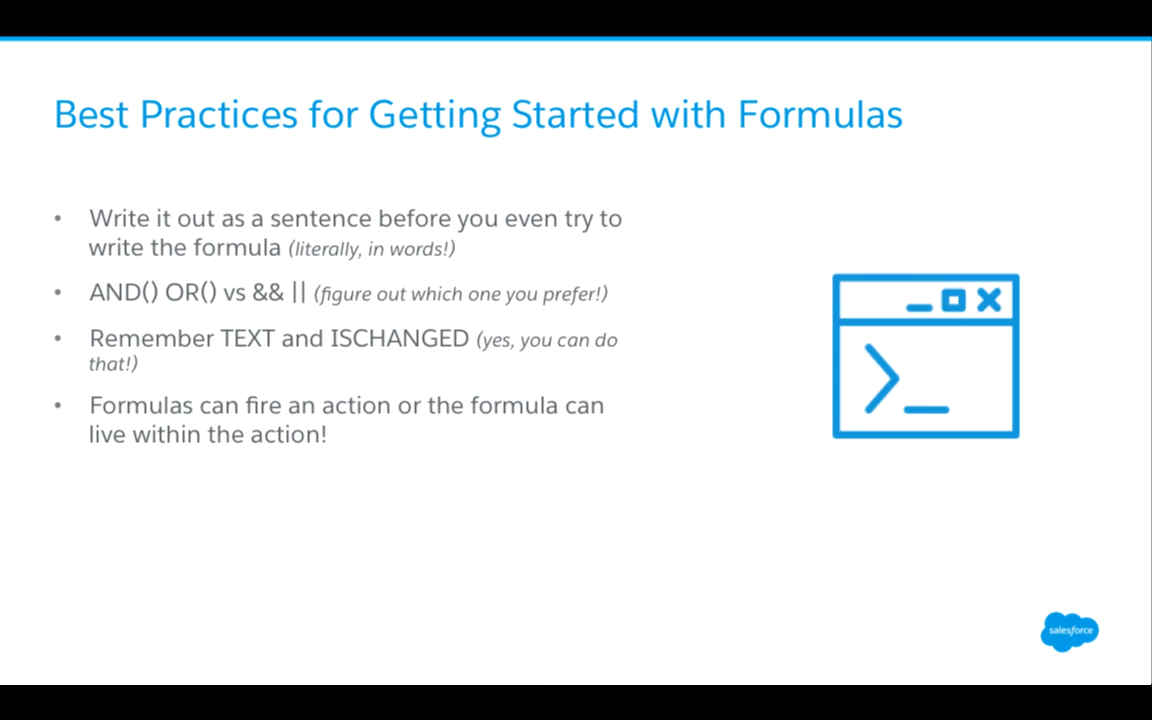 Best Practices for Getting Started with Formulas
• Write it out as a sentence before you even try to
write the formula (literally, in words!)
• AND() OR() vs && || (figure out which one you prefer!)
• Remember TEXT and ISCHANGED (yes, you can do
that!)
• Formulas can fire an action or the formula can
live within the action!
salesforce